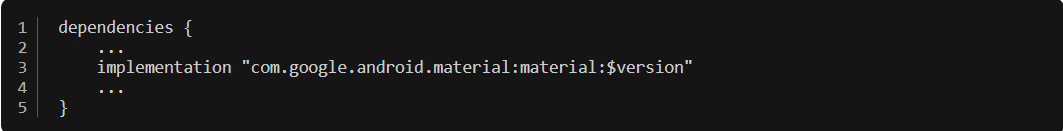 1 dependencies {
2 ...
3 implementation "com.google.android.material:material:$version"
4 ...
5 }